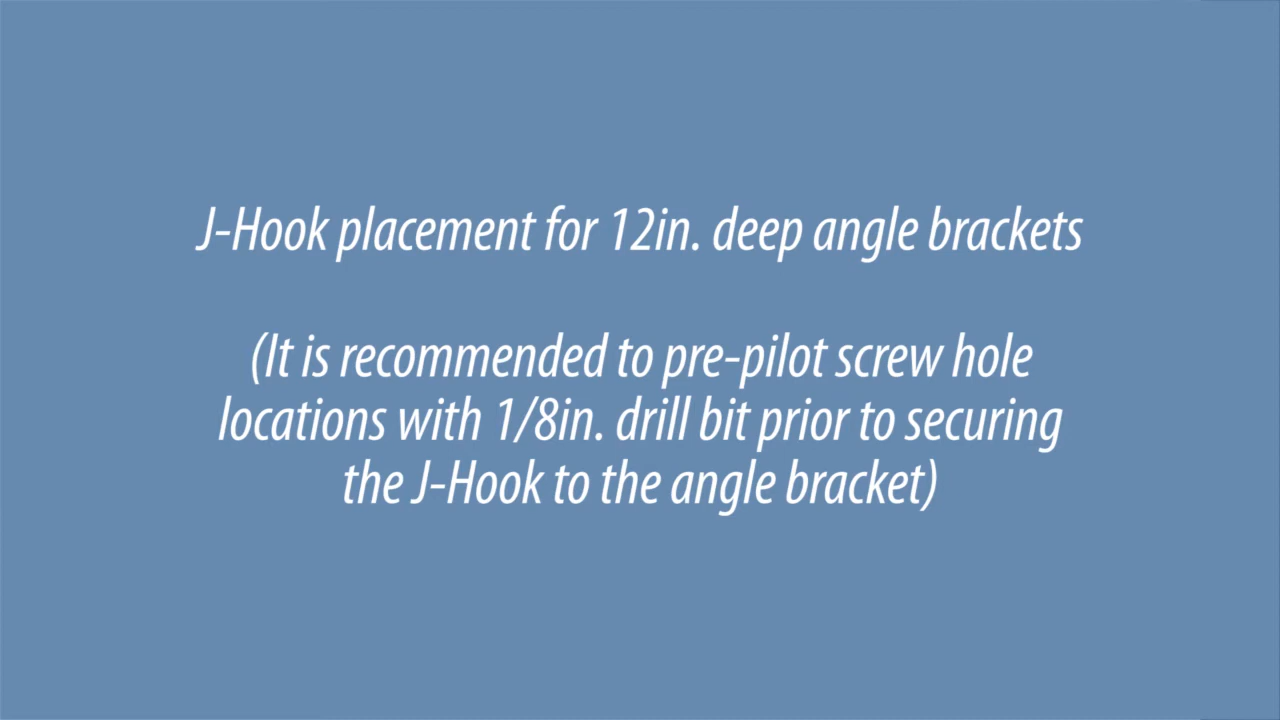 J-Hook placement for 12in. deep angle brackets
(It is recommended to pre-pilot screw hole
locations with 1/8in. drill bit prior to securing
the J-Hook to the angle bracket)